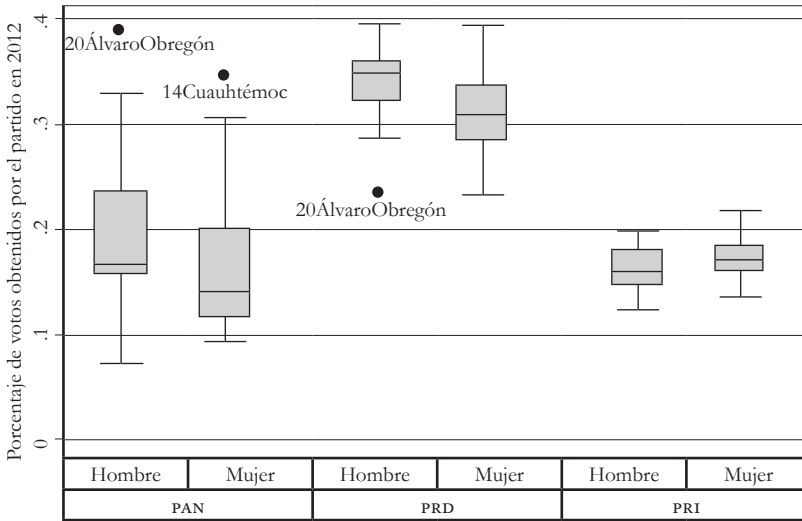 Porcentaje de votos obtenidos por el partido en 2012
.4
.3
.2
.1
0
20ÁlvaroObregón
14Cuauhtémoc
20ÁlvaroObregón
Hombre Mujer Hombre Mujer Hombre Mujer
PAN PRD PRI